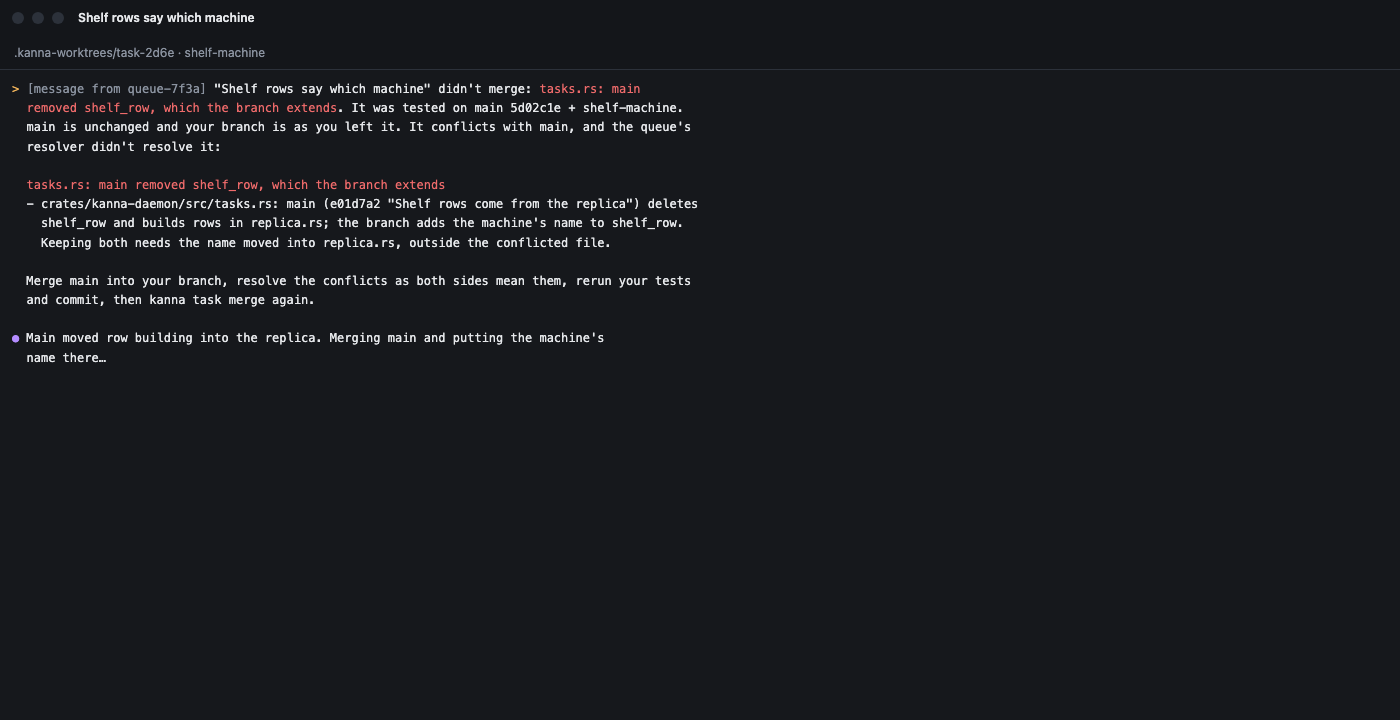 Shelf rows say which machine
.kanna-worktrees/task-2d6e · shelf-machine
> [message from queue-7f3a] "Shelf rows say which machine" didn't merge: tasks.rs: main
removed shelf_row, which the branch extends. It was tested on main 5d02c1e + shelf-machine.
main is unchanged and your branch is as you left it. It conflicts with main, and the queue's
resolver didn't resolve it:
tasks.rs: main removed shelf_row, which the branch extends
– crates/kanna-daemon/src/tasks.rs: main (e01d7a2 "Shelf rows come from the replica") deletes
shelf_row and builds rows in replica.rs; the branch adds the machine's name to shelf_row.
Keeping both needs the name moved into replica.rs, outside the conflicted file.
Merge main into your branch, resolve the conflicts as both sides mean them, rerun your tests
and commit, then kanna task merge again.
● Main moved row building into the replica. Merging main and putting the machine's
name there…